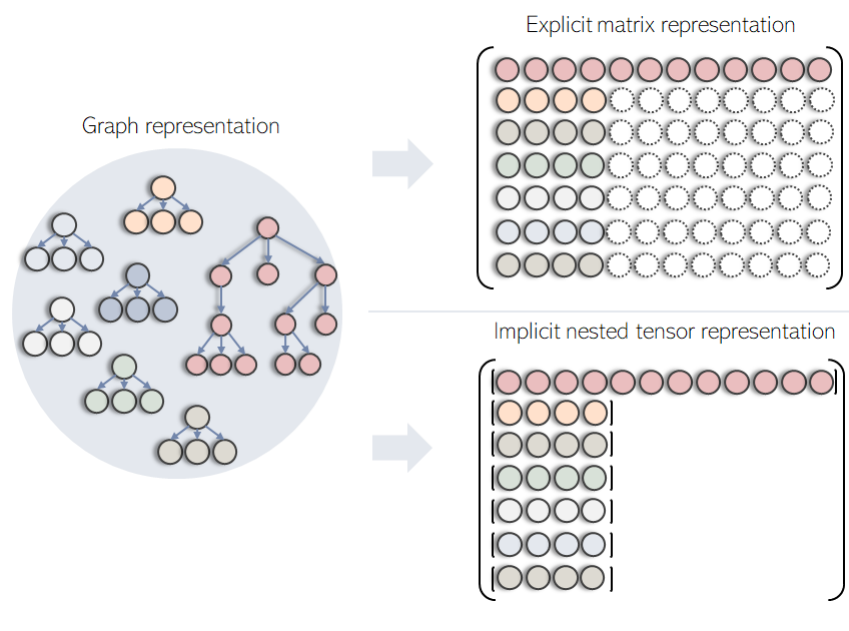 Explicit matrix representation
Graph representation
Implicit nested tensor representation